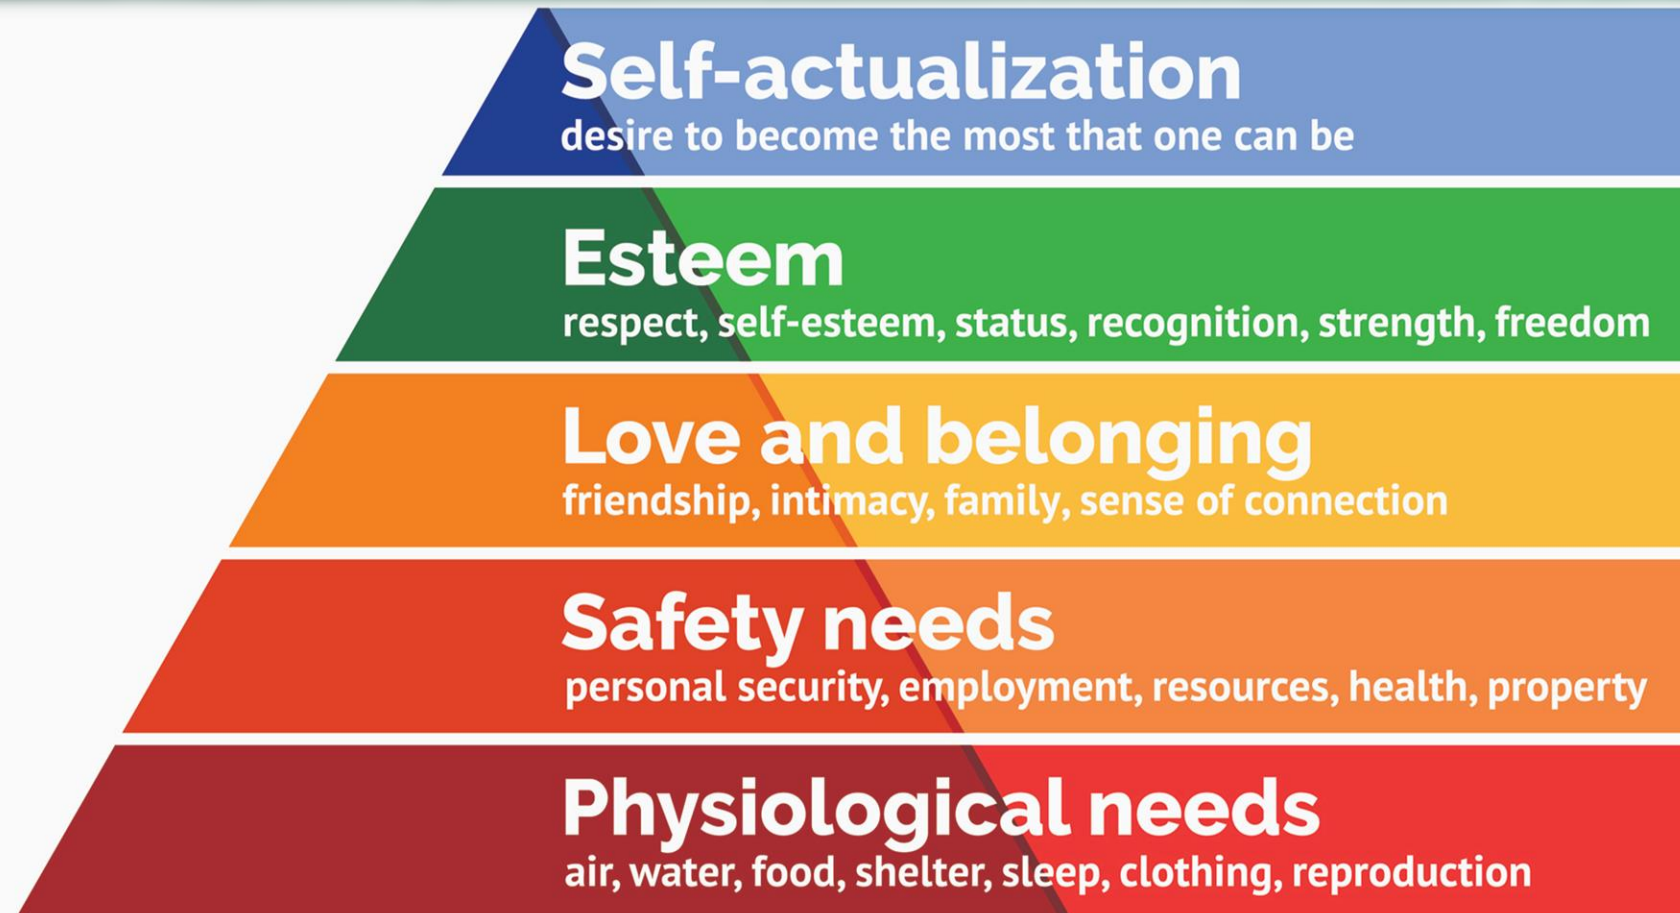 Self-actualization
desire to become the most that one can be
Esteem
respect, self-esteem, status, recognition, strength, freedom
Love and belonging
friendship, intimacy, family, sense of connection
Safety needs
personal security, employment, resources, health, property
Physiological needs
air, water, food, shelter, sleep, clothing, reproduction